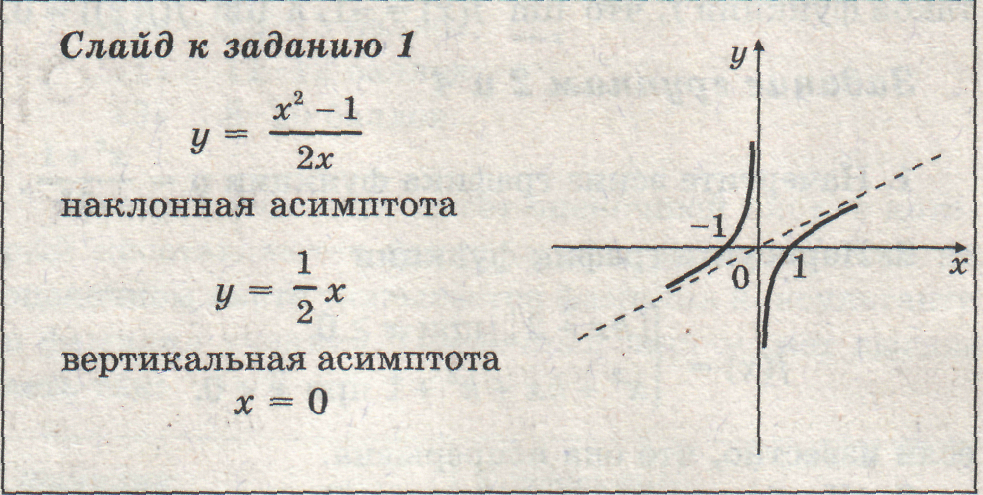 Слайд к заданию 1
y = (x² – 1)/(2x)
наклонная асимптота
y = 1/2 x
вертикальная асимптота
x = 0
y
–1
0
1
x